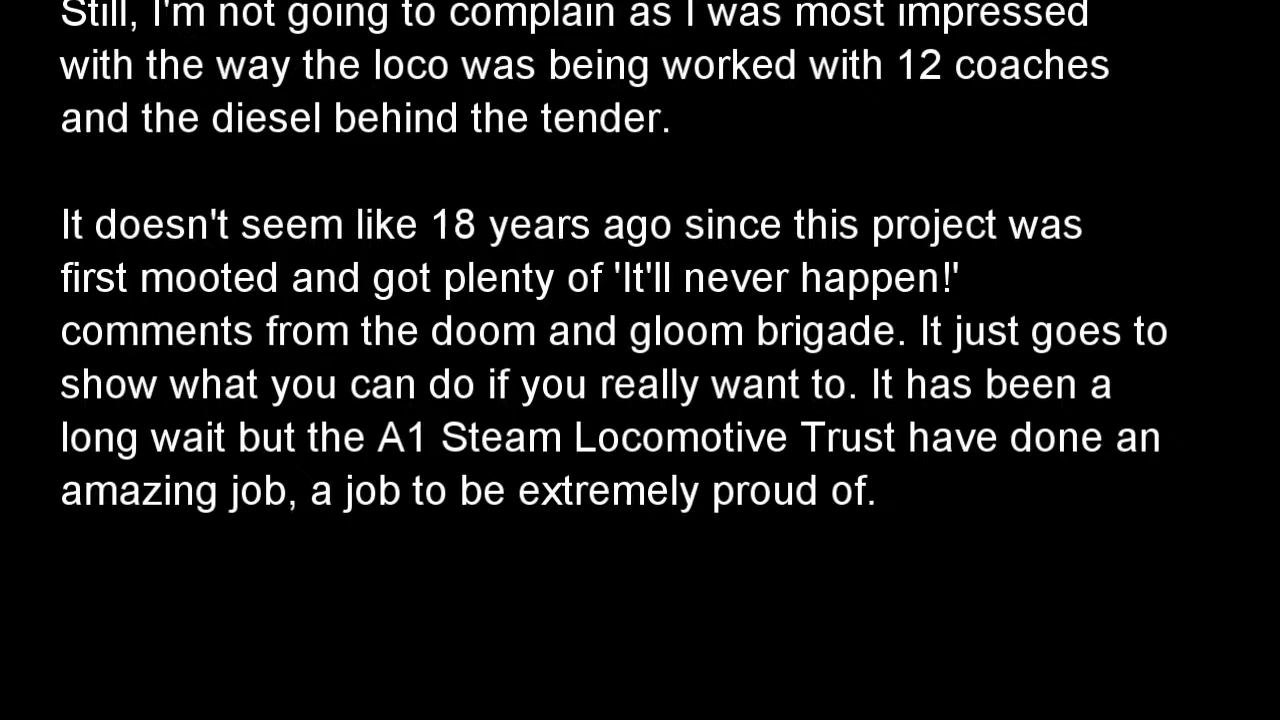 Still, I'm not going to complain as I was most impressed
with the way the loco was being worked with 12 coaches
and the diesel behind the tender.
It doesn't seem like 18 years ago since this project was
first mooted and got plenty of 'It'll never happen!'
comments from the doom and gloom brigade. It just goes to
show what you can do if you really want to. It has been a
long wait but the A1 Steam Locomotive Trust have done an
amazing job, a job to be extremely proud of.